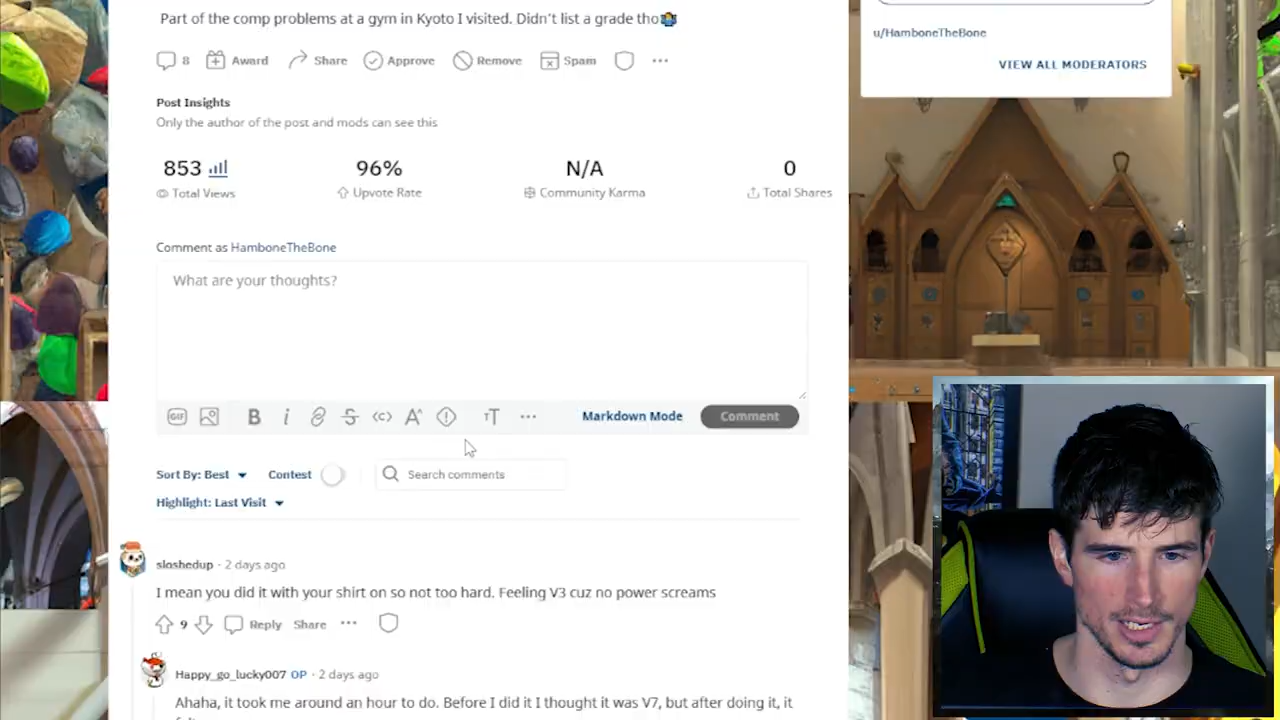 Part of the comp problems at a gym in Kyoto I visited. Didn't list a grade tho🤷‍♂️
8 Award Share Approve Remove Spam
Post Insights
Only the author of the post and mods can see this
853 96% N/A 0
Total Views Upvote Rate Community Karma Total Shares
Comment as HamboneTheBone
What are your thoughts?
GIF B i A tT Markdown Mode Comment
Sort By: Best Contest Search comments
Highlight: Last Visit
sloshedup · 2 days ago
I mean you did it with your shirt on so not too hard. Feeling V3 cuz no power screams
9 Reply Share
Happy_go_lucky007 OP · 2 days ago
Ahaha, it took me around an hour to do. Before I did it I thought it was V7, but after doing it, it
u/HamboneTheBone
VIEW ALL MODERATORS